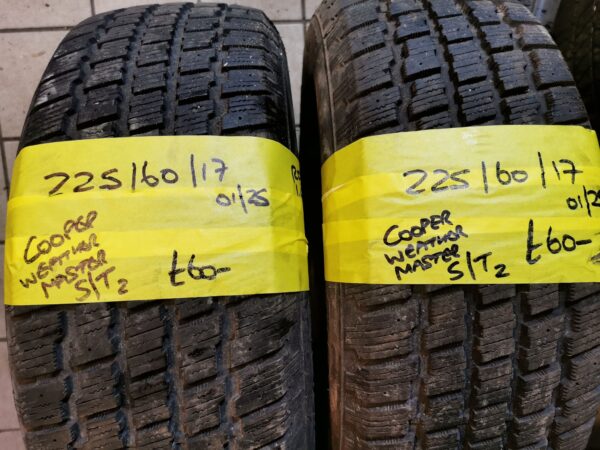 225/60/17
01/25
COOPER
WEATHER
MASTER
S/T2
£60-
225/60/17
COOPER
WEATHER
MASTER
S/T2
£60-